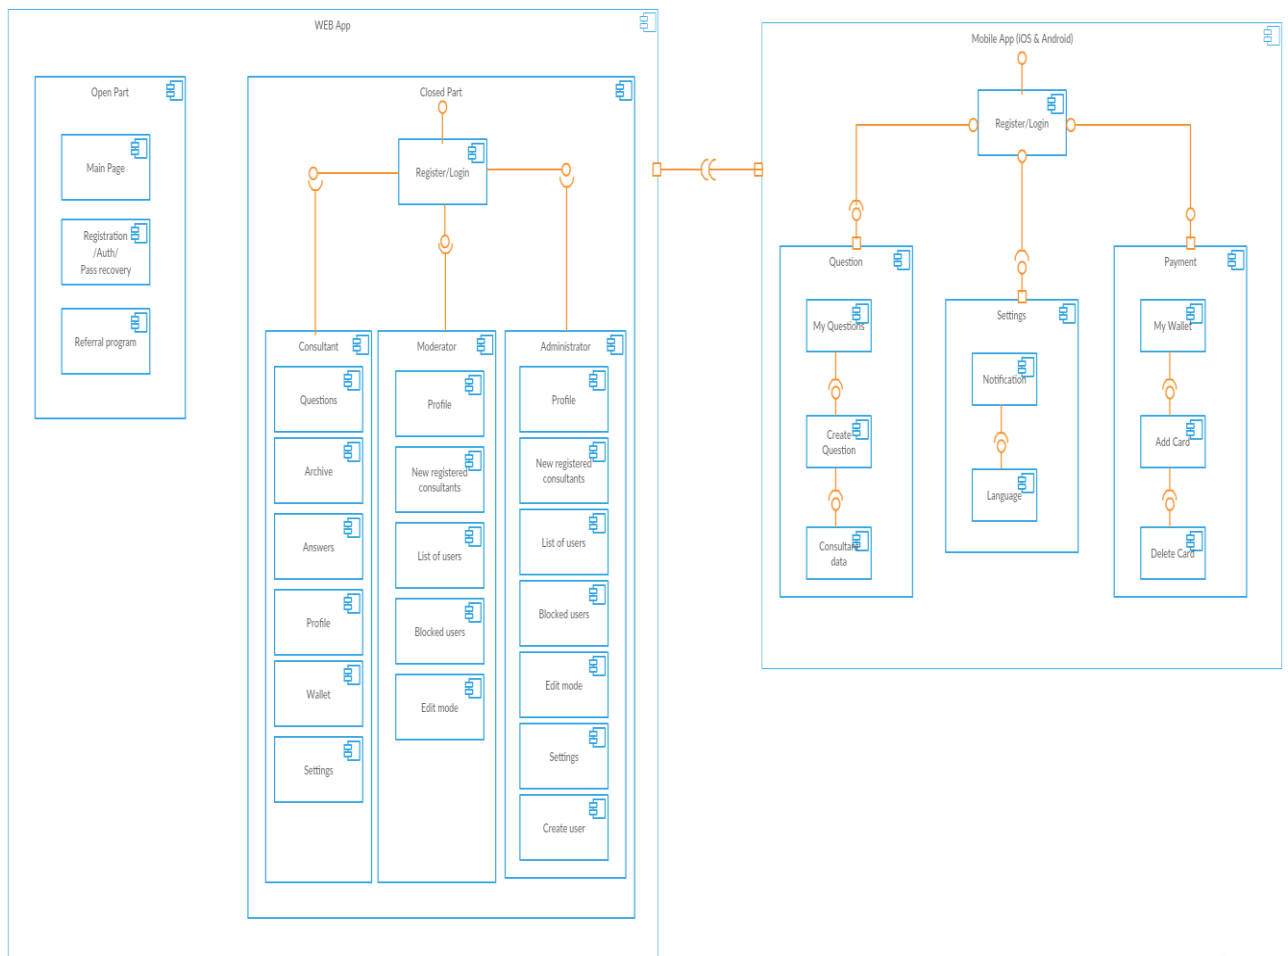 WEB App
Open Part
Main Page
Registration
/Auth/
Pass recovery
Referral program
Closed Part
Register/Login
Consultant
Questions
Archive
Answers
Profile
Wallet
Settings
Moderator
Profile
New registered
consultants
List of users
Blocked users
Edit mode
Administrator
Profile
New registered
consultants
List of users
Blocked users
Edit mode
Settings
Create user
Mobile App (iOS & Android)
Register/Login
Question
My Questions
Create
Question
Consultant
data
Settings
Notification
Language
Payment
My Wallet
Add Card
Delete Card